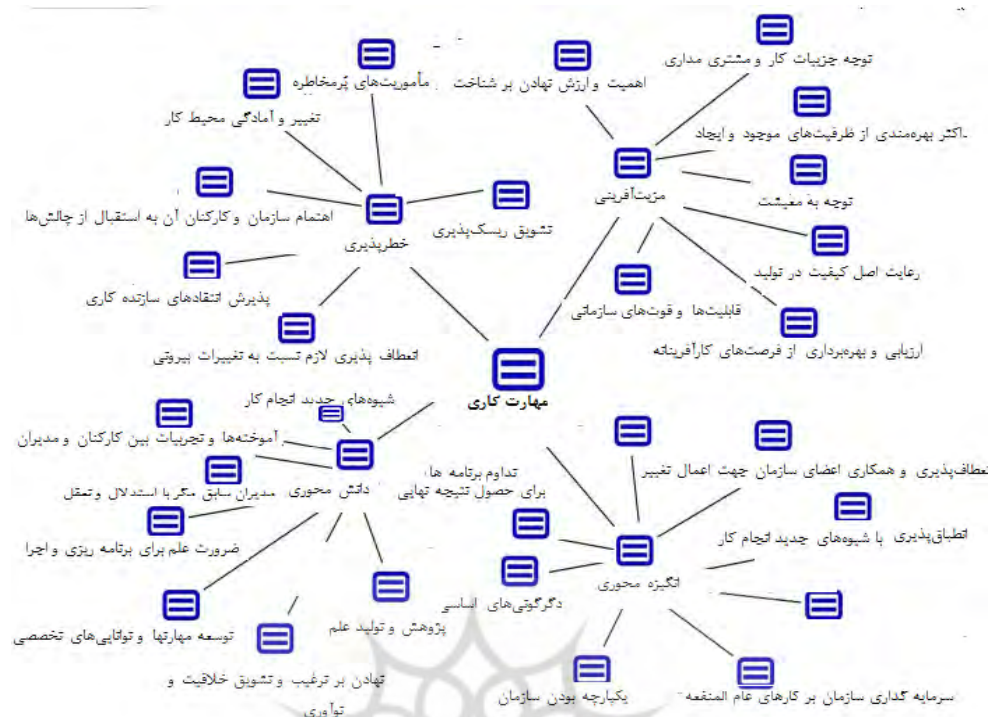 توجه جزییات کار و مشتری مداری
اهمیت و ارزش نهادن بر شناخت
مأموریت‌های پُرمخاطره
تغییر و آمادگی محیط کار
اکثر بهره‌مندی از ظرفیت‌های موجود و ایجاد
مزیت‌آفرینی
توجه به معیشت
اهتمام سازمان و کارکنان آن به استقبال از چالش‌ها
خطرپذیری
تشویق ریسک‌پذیری
رعایت اصل کیفیت در تولید
پذیرش انتقادهای سازنده کاری
قابلیت‌ها و قوت‌های سازمانی
ارزیابی و بهره‌برداری از فرصت‌های کارآفرینانه
انعطاف پذیری لازم نسبت به تغییرات بیرونی
مهارت کاری
شیوه‌های جدید انجام کار
آموخته‌ها و تجربیات بین کارکنان و مدیران
دانش محوری
مدیران سابق مگر با استدلال و تعقل
ضرورت علم برای برنامه ریزی و اجرا
توسعه مهارتها و توانایی‌های تخصصی
پژوهش و تولید علم
نهادن بر ترغیب و تشویق خلاقیت و
نوآوری
تداوم برنامه ها
برای حصول نتیجه نهایی
نعطاف‌پذیری و همکاری اعضای سازمان جهت اعمال تغییر
انطباق‌پذیری با شیوه‌های جدید انجام کار
انگیزه محوری
دگرگونی‌های اساسی
یکپارچه بودن سازمان
سرمایه گذاری سازمان بر کارهای عام المنفعه